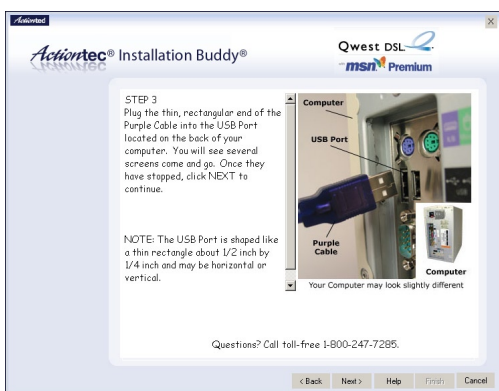 Actiontec
Actiontec® Installation Buddy®
Qwest DSL
msn Premium
STEP 3
Plug the thin, rectangular end of the
Purple Cable into the USB Port
located on the back of your
computer. You will see several
screens come and go. Once they
have stopped, click NEXT to
continue.
NOTE: The USB Port is shaped like
a thin rectangle about 1/2 inch by
1/4 inch and may be horizontal or
vertical.
Computer
USB Port
Purple
Cable
Computer
Your Computer may look slightly different
Questions? Call toll-free 1-800-247-7285.
< Back
Next >
Help
Finish
Cancel